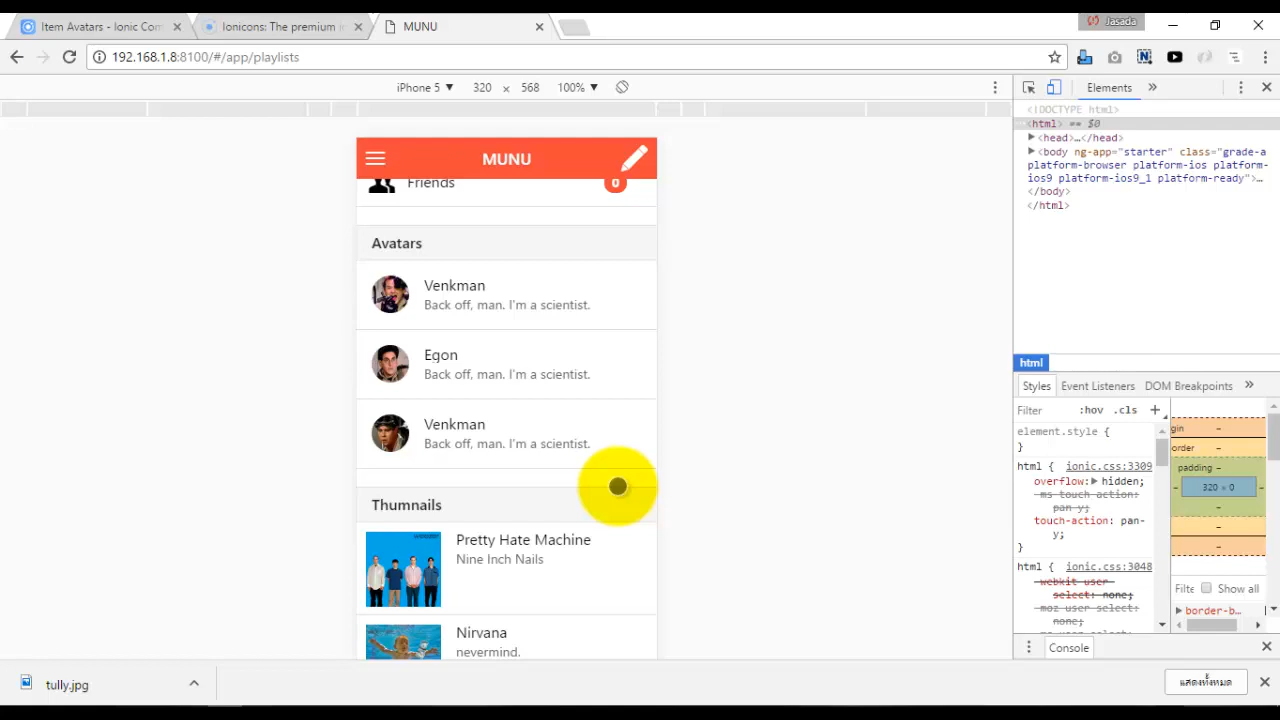 Item Avatars - Ionic Com
Ionicons: The premium i
MUNU
Jasada
192.168.1.8:8100/#/app/playlists
iPhone 5 ▼ 320 × 568 100% ▼
Elements »
<!DOCTYPE html>
<html> == $0
<head>…</head>
<body ng-app="starter" class="grade-a
platform-browser platform-ios platform-
ios9 platform-ios9_1 platform-ready">…
</body>
</html>
MUNU
Friends 0
Avatars
Venkman
Back off, man. I'm a scientist.
Egon
Back off, man. I'm a scientist.
Venkman
Back off, man. I'm a scientist.
Thumnails
Pretty Hate Machine
Nine Inch Nails
Nirvana
nevermind.
html
Styles Event Listeners DOM Breakpoints »
Filter :hov .cls +
element.style {
}
html { ionic.css:3309
overflow: hidden;
ms touch action:
pan y;
touch-action: pan-
y;
}
html { ionic.css:3048
webkit user
select: none;
moz user select:
none;
gin –
order –
padding –
– 320 × 0 –
–
–
–
Filte Show all
border-b…
Console
tully.jpg
แสดงทั้งหมด